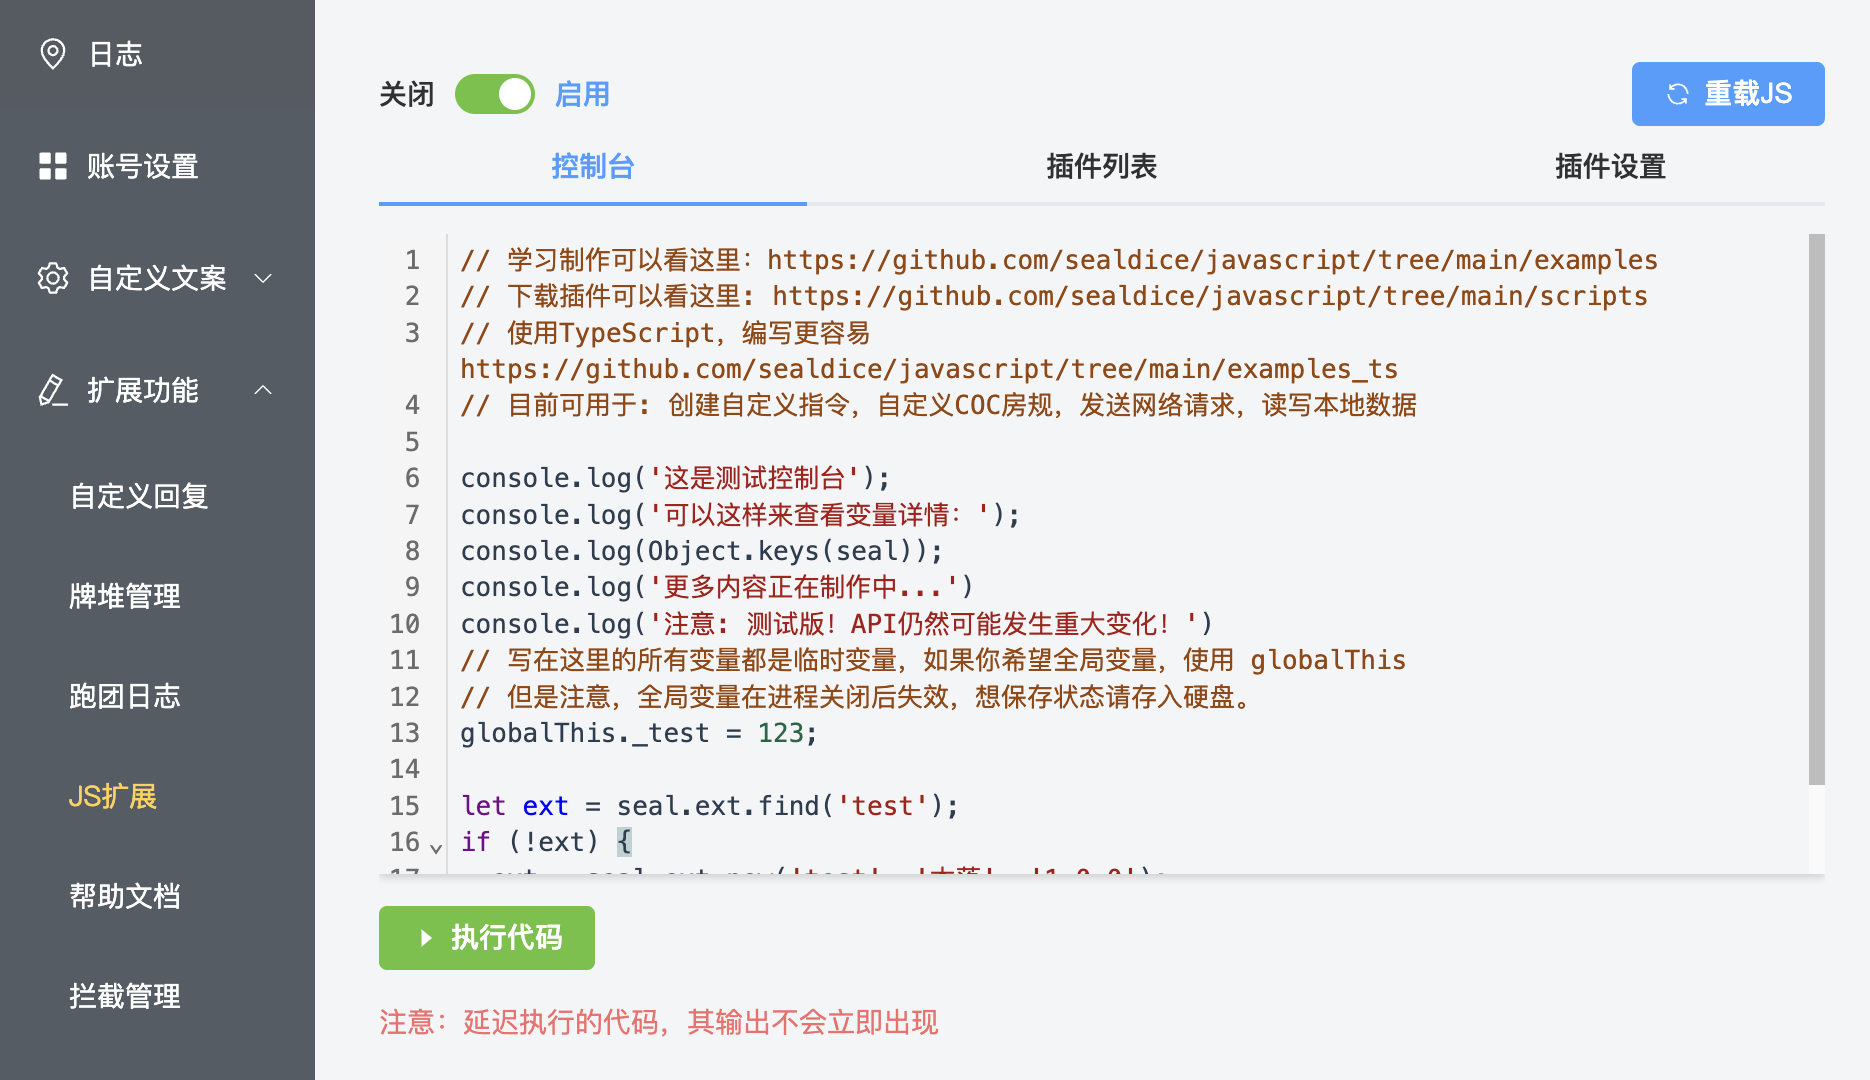 日志
账号设置
自定义文案
扩展功能
自定义回复
牌堆管理
跑团日志
JS扩展
帮助文档
拦截管理
关闭 启用
重载JS
控制台 插件列表 插件设置
1 // 学习制作可以看这里：https://github.com/sealdice/javascript/tree/main/examples
2 // 下载插件可以看这里: https://github.com/sealdice/javascript/tree/main/scripts
3 // 使用TypeScript，编写更容易
https://github.com/sealdice/javascript/tree/main/examples_ts
4 // 目前可用于: 创建自定义指令，自定义COC房规，发送网络请求，读写本地数据
5
6 console.log('这是测试控制台');
7 console.log('可以这样来查看变量详情：');
8 console.log(Object.keys(seal));
9 console.log('更多内容正在制作中...')
10 console.log('注意: 测试版！API仍然可能发生重大变化！')
11 // 写在这里的所有变量都是临时变量，如果你希望全局变量，使用 globalThis
12 // 但是注意，全局变量在进程关闭后失效，想保存状态请存入硬盘。
13 globalThis._test = 123;
14
15 let ext = seal.ext.find('test');
16 if (!ext) {
17 ext = seal.ext.new('test', '木落', '1.0.0');
执行代码
注意：延迟执行的代码，其输出不会立即出现